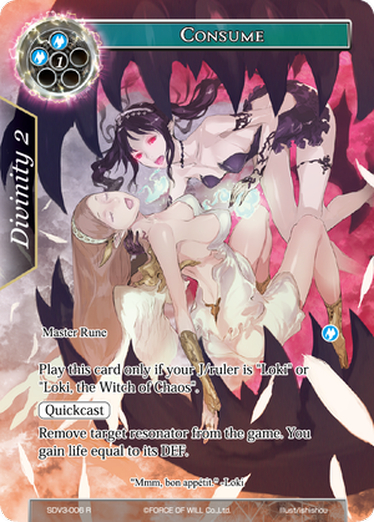 Consume
1
Divinity 2
Master Rune
Play this card only if your J/ruler is "Loki" or
"Loki, the Witch of Chaos".
Quickcast
Remove target resonator from the game. You
gain life equal to its DEF.
"Mmm, bon appétit." -Loki
SDV3-006 R ©FORCE OF WILL Co.,Ltd. Illust/ishishou